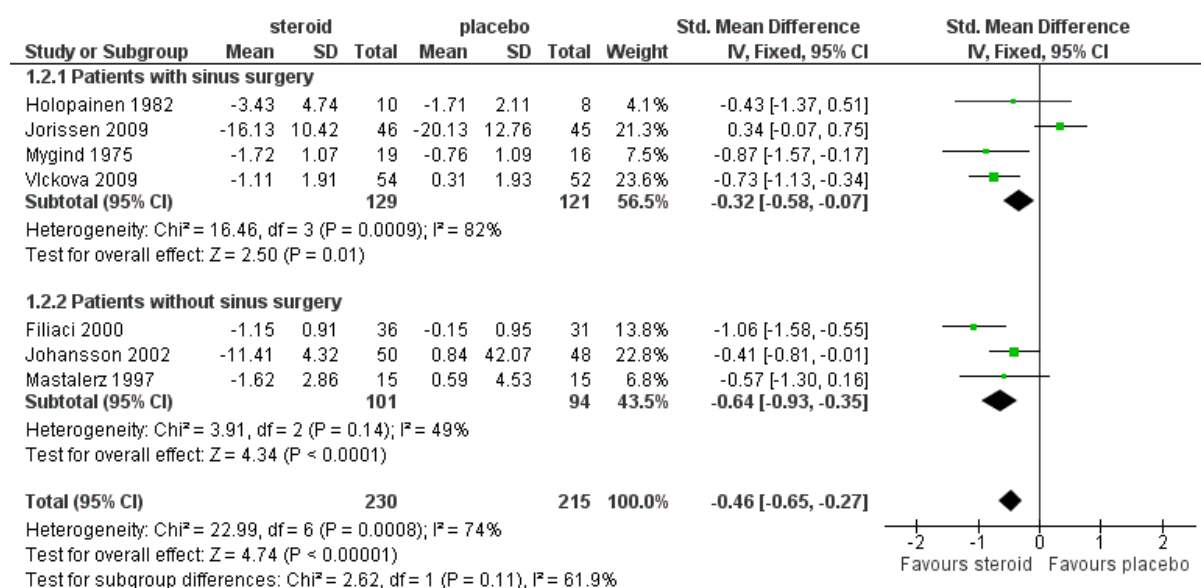 steroid placebo Std. Mean Difference Std. Mean Difference
Study or Subgroup Mean SD Total Mean SD Total Weight IV, Fixed, 95% CI IV, Fixed, 95% CI
1.2.1 Patients with sinus surgery
Holopainen 1982 -3.43 4.74 10 -1.71 2.11 8 4.1% -0.43 [-1.37, 0.51]
Jorissen 2009 -16.13 10.42 46 -20.13 12.76 45 21.3% 0.34 [-0.07, 0.75]
Mygind 1975 -1.72 1.07 19 -0.76 1.09 16 7.5% -0.87 [-1.57, -0.17]
Vlckova 2009 -1.11 1.91 54 0.31 1.93 52 23.6% -0.73 [-1.13, -0.34]
Subtotal (95% CI) 129 121 56.5% -0.32 [-0.58, -0.07]
Heterogeneity: Chi² = 16.46, df = 3 (P = 0.0009); I² = 82%
Test for overall effect: Z = 2.50 (P = 0.01)
1.2.2 Patients without sinus surgery
Filiaci 2000 -1.15 0.91 36 -0.15 0.95 31 13.8% -1.06 [-1.58, -0.55]
Johansson 2002 -11.41 4.32 50 0.84 42.07 48 22.8% -0.41 [-0.81, -0.01]
Mastalerz 1997 -1.62 2.86 15 0.59 4.53 15 6.8% -0.57 [-1.30, 0.16]
Subtotal (95% CI) 101 94 43.5% -0.64 [-0.93, -0.35]
Heterogeneity: Chi² = 3.91, df = 2 (P = 0.14); I² = 49%
Test for overall effect: Z = 4.34 (P < 0.0001)
Total (95% CI) 230 215 100.0% -0.46 [-0.65, -0.27]
Heterogeneity: Chi² = 22.99, df = 6 (P = 0.0008); I² = 74%
Test for overall effect: Z = 4.74 (P < 0.00001)
Test for subgroup differences: Chi² = 2.62, df = 1 (P = 0.11), I² = 61.9%
-2 -1 0 1 2
Favours steroid Favours placebo